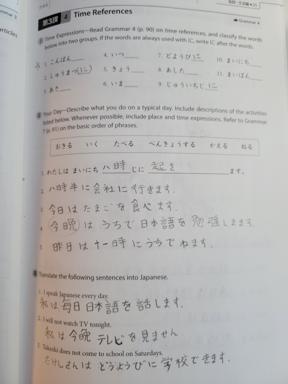 第3課 4 Time References
Grammar 4
Time Expressions—Read Grammar 4 (p. 90) on time references, and classify the words
below into two groups. If the words are always used with に, write に after the words.
1. こんばん 4. いつ 7. どようび に 10. まいにち
2. しゅうまつ (に) 5. きょう 8. あした 11. まいばん
3. あさ 6. いま 9. じゅういちじ に
Your Day—Describe what you do on a typical day. Include descriptions of the activities
listed below. Whenever possible, include place and time expressions. Refer to Grammar
(p. 91) on the basic order of phrases.
おきる いく たべる べんきょうする かえる ねる
1. わたしは まいにち 八時 じに 起き ます。
2. 八時半に会社に行きます。
3. 今日はたまごを食べます。
4. 今晩はうちで日本語を勉強します。
5. 昨日は十一時にうちでねます。
Translate the following sentences into Japanese.
1. I speak Japanese every day.
私は毎日日本語を話します。
2. I will not watch TV tonight.
私は今晩テレビを見ません
3. Takeshi does not come to school on Saturdays.
たけしさんはどようびに学校できます。